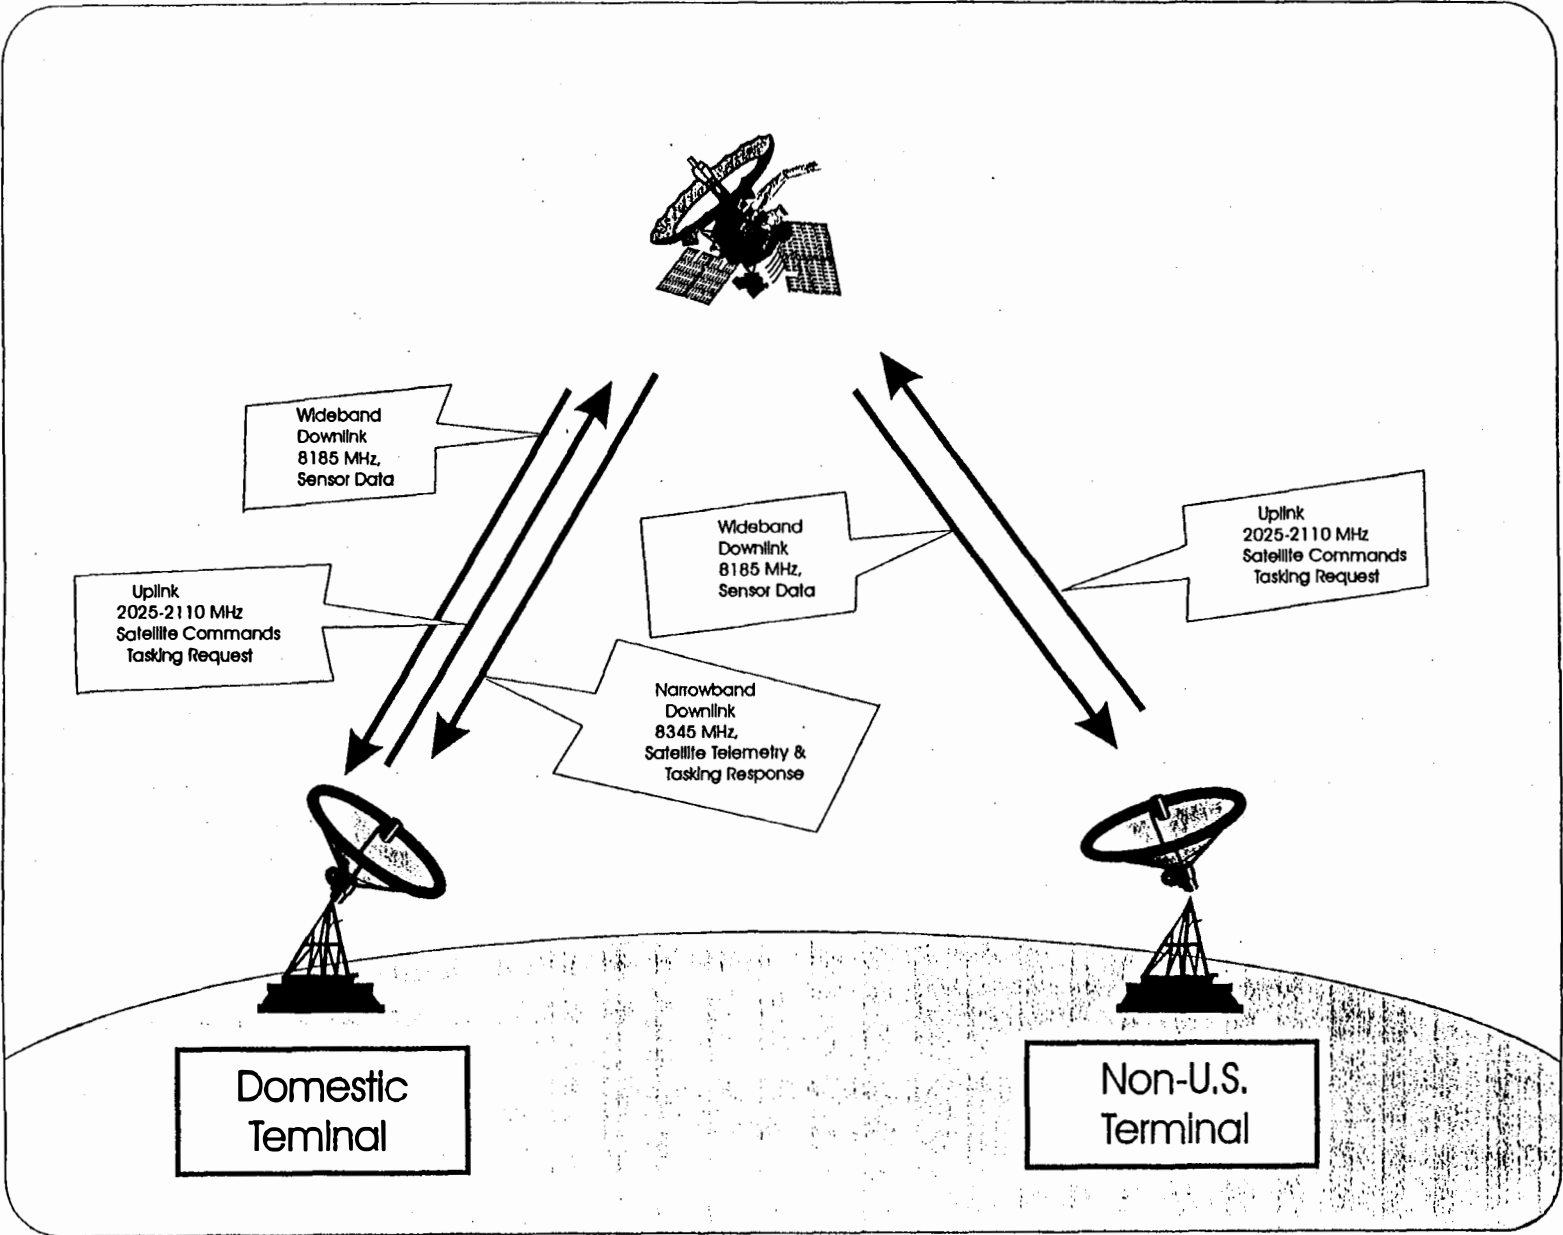 Wideband
Downlink
8185 MHz,
Sensor Data
Uplink
2025-2110 MHz
Satellite Commands
Tasking Request
Narrowband
Downlink
8345 MHz,
Satellite Telemetry &
Tasking Response
Wideband
Downlink
8185 MHz,
Sensor Data
Uplink
2025-2110 MHz
Satellite Commands
Tasking Request
Domestic
Teminal
Non-U.S.
Terminal